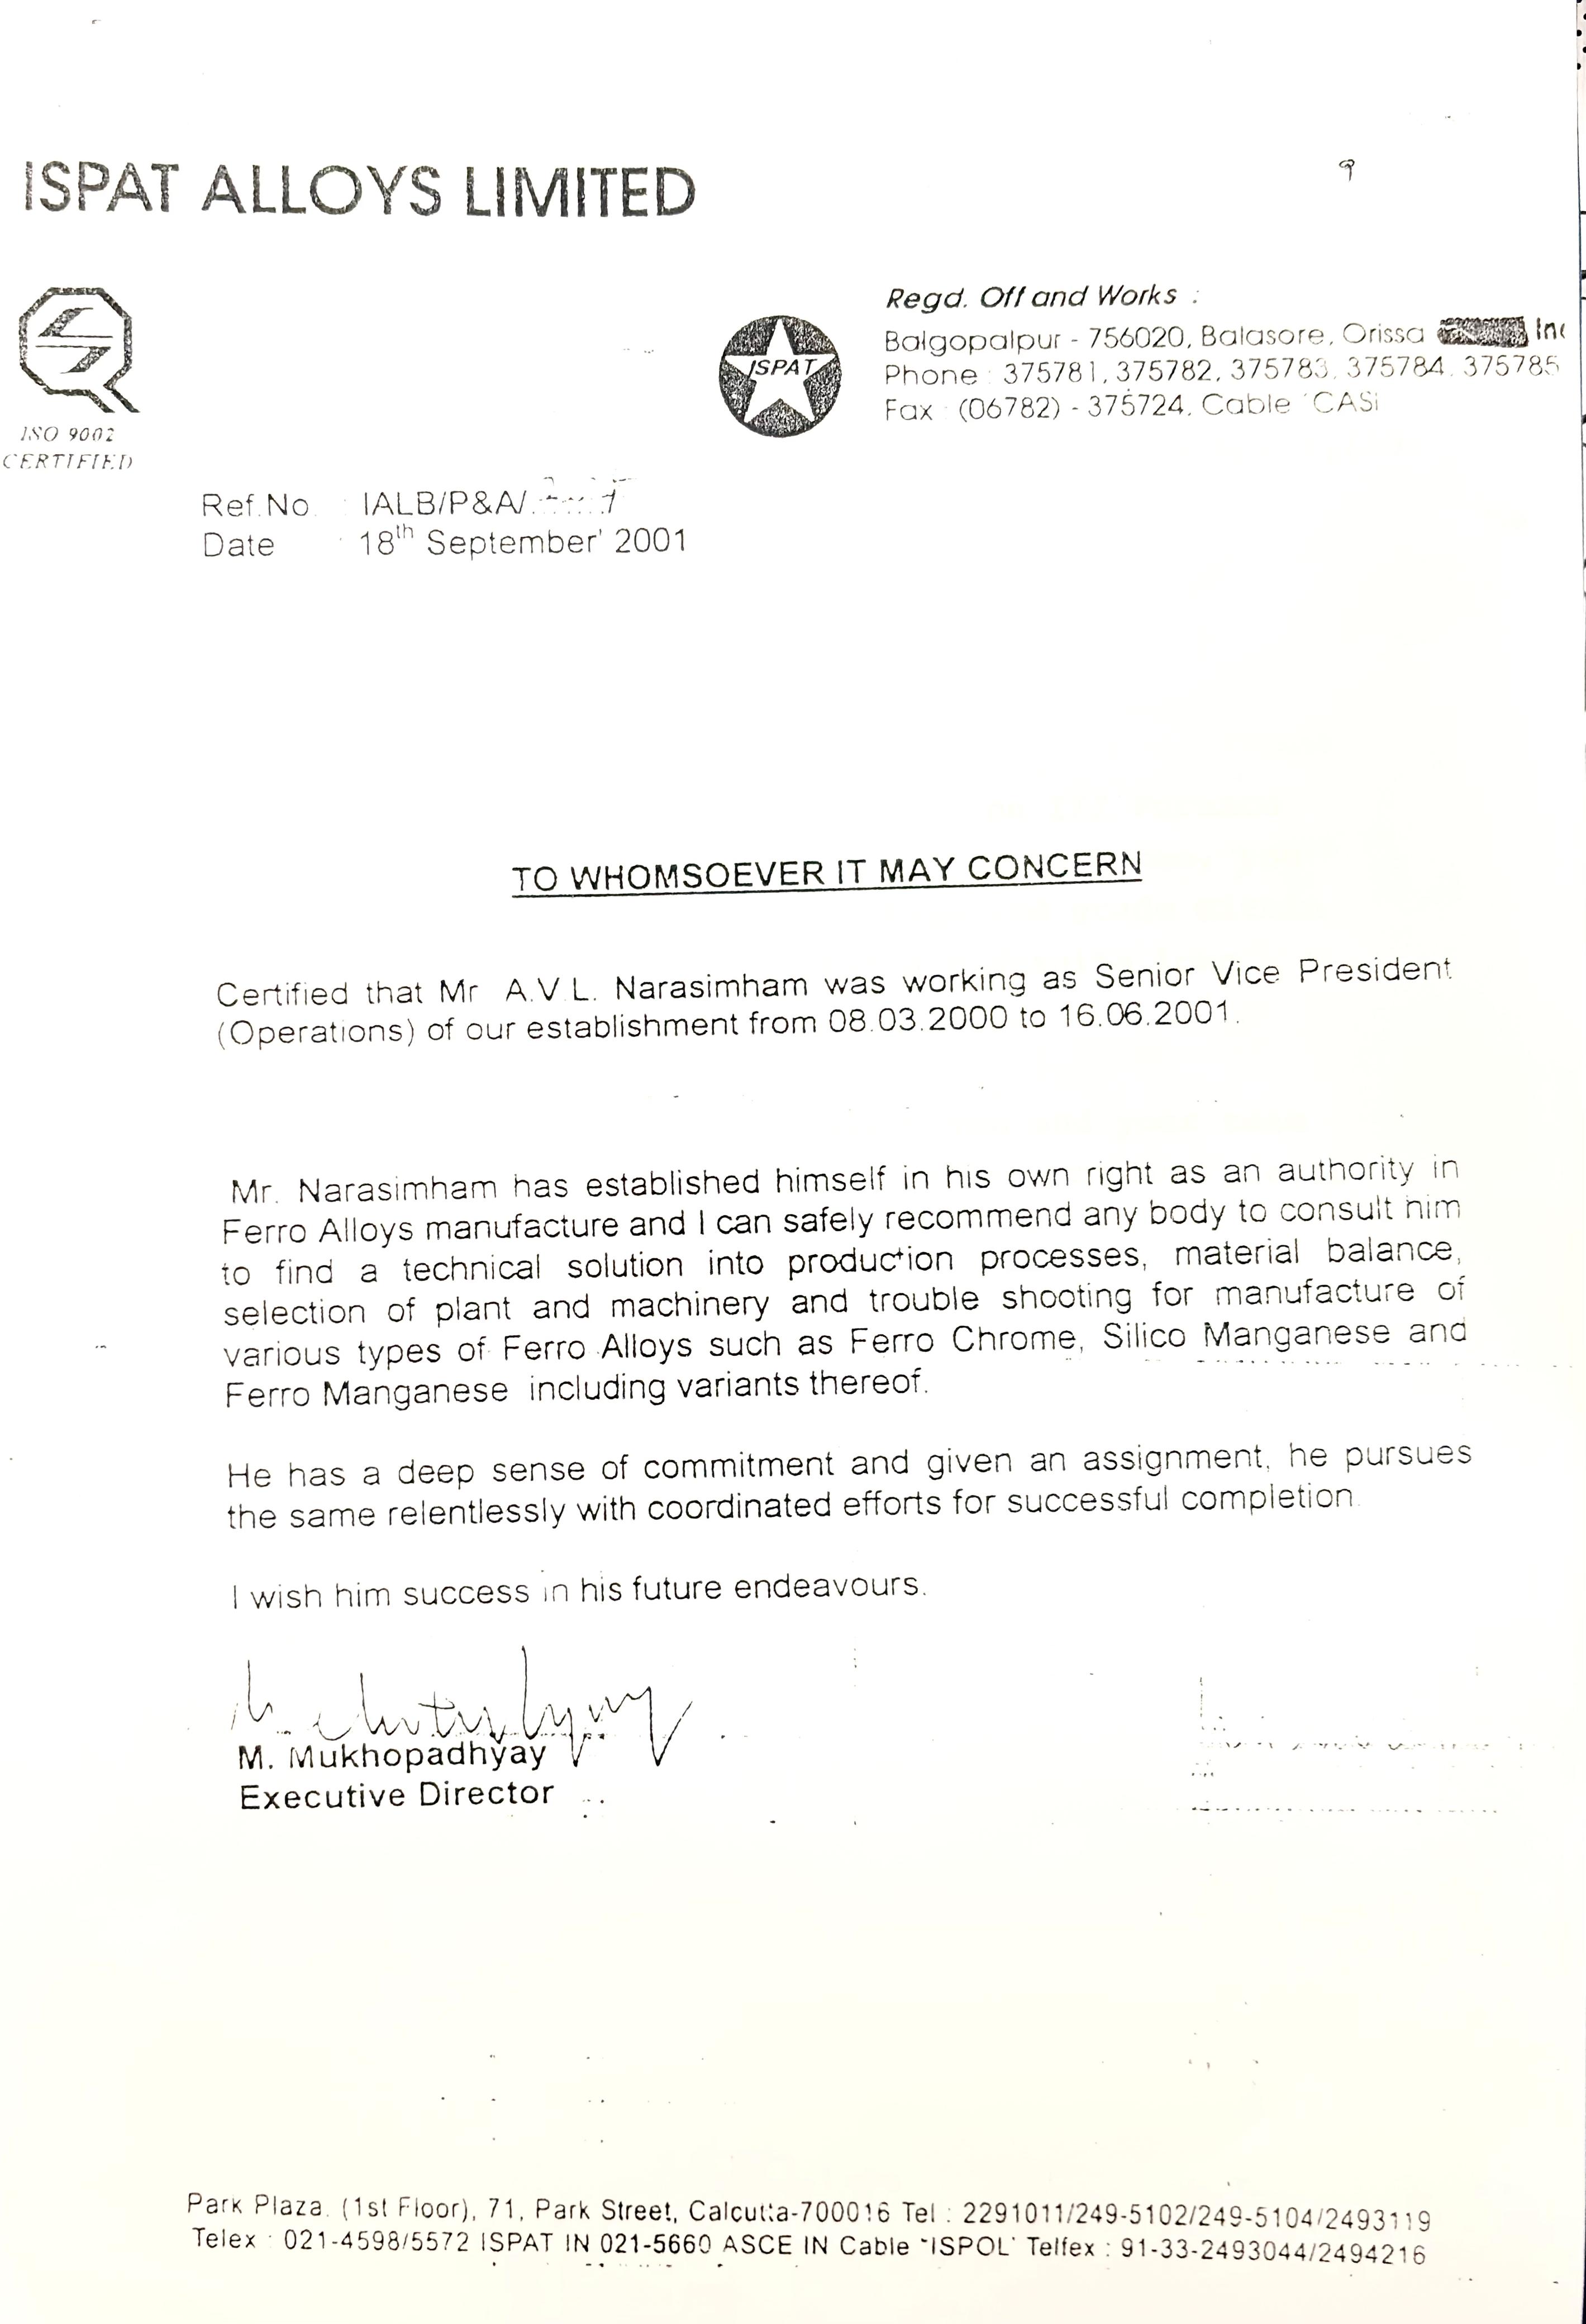 ISPAT ALLOYS LIMITED
ISO 9002
CERTIFIED
ISPAT
Regd. Off and Works :
Balgopalpur - 756020, Balasore, Orissa
Phone : 375781, 375782, 375783, 375784, 375785
Fax : (06782) - 375724, Cable
Ref.No. : IALB/P&A/
Date : 18th September' 2001
TO WHOMSOEVER IT MAY CONCERN
Certified that Mr A.V.L. Narasimham was working as Senior Vice President
(Operations) of our establishment from 08.03.2000 to 16.06.2001.
Mr. Narasimham has established himself in his own right as an authority in
Ferro Alloys manufacture and I can safely recommend any body to consult him
to find a technical solution into production processes, material balance,
selection of plant and machinery and trouble shooting for manufacture of
various types of Ferro Alloys such as Ferro Chrome, Silico Manganese and
Ferro Manganese including variants thereof.
He has a deep sense of commitment and given an assignment, he pursues
the same relentlessly with coordinated efforts for successful completion.
I wish him success in his future endeavours.
M. Mukhopadhyay
Executive Director
Park Plaza, (1st Floor), 71, Park Street, Calcutta-700016 Tel : 2291011/249-5102/249-5104/2493119
Telex : 021-4598/5572 ISPAT IN 021-5660 ASCE IN Cable 'ISPOL' Telfex : 91-33-2493044/2494216